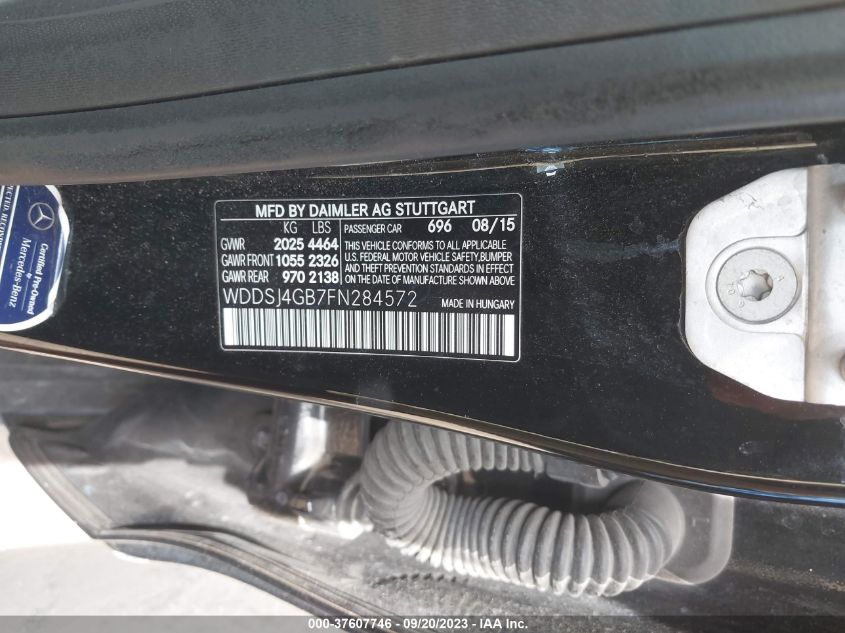 MFD BY DAIMLER AG STUTTGART
KG LBS PASSENGER CAR 696 08/15
GVWR 2025 4464 THIS VEHICLE CONFORMS TO ALL APPLICABLE
GAWR FRONT 1055 2326 U.S. FEDERAL MOTOR VEHICLE SAFETY,BUMPER
GAWR REAR 970 2138 AND THEFT PREVENTION STANDARDS IN EFFECT
ON THE DATE OF MANUFACTURE SHOWN ABOVE
WDDSJ4GB7FN284572 MADE IN HUNGARY
Certified Pre-Owned
Mercedes-Benz
000-37607746 - 09/20/2023 - IAA Inc.